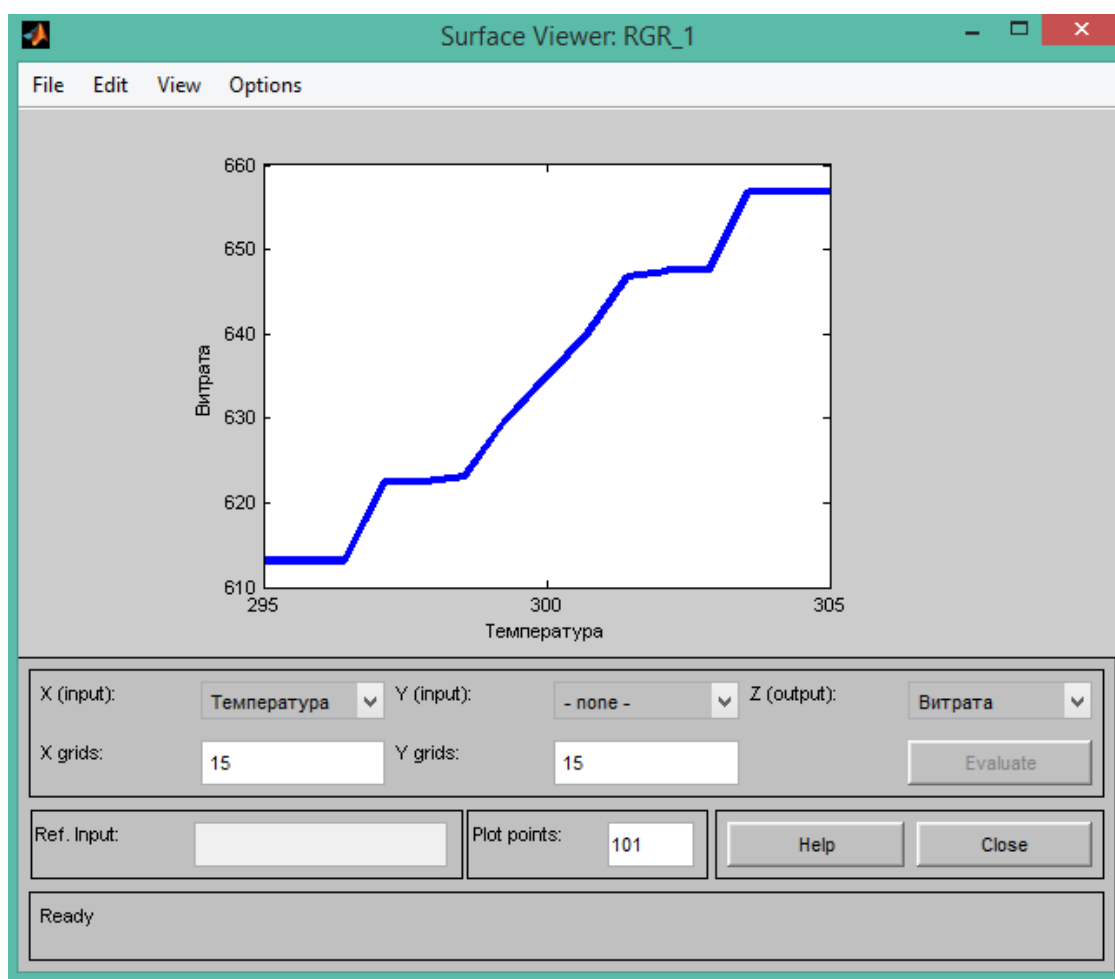 Surface Viewer: RGR_1
File Edit View Options
660
650
640
630
620
610
Витрата
295 300 305
Температура
X (input): Температура Y (input): - none - Z (output): Витрата
X grids: 15 Y grids: 15 Evaluate
Ref. Input: Plot points: 101 Help Close
Ready